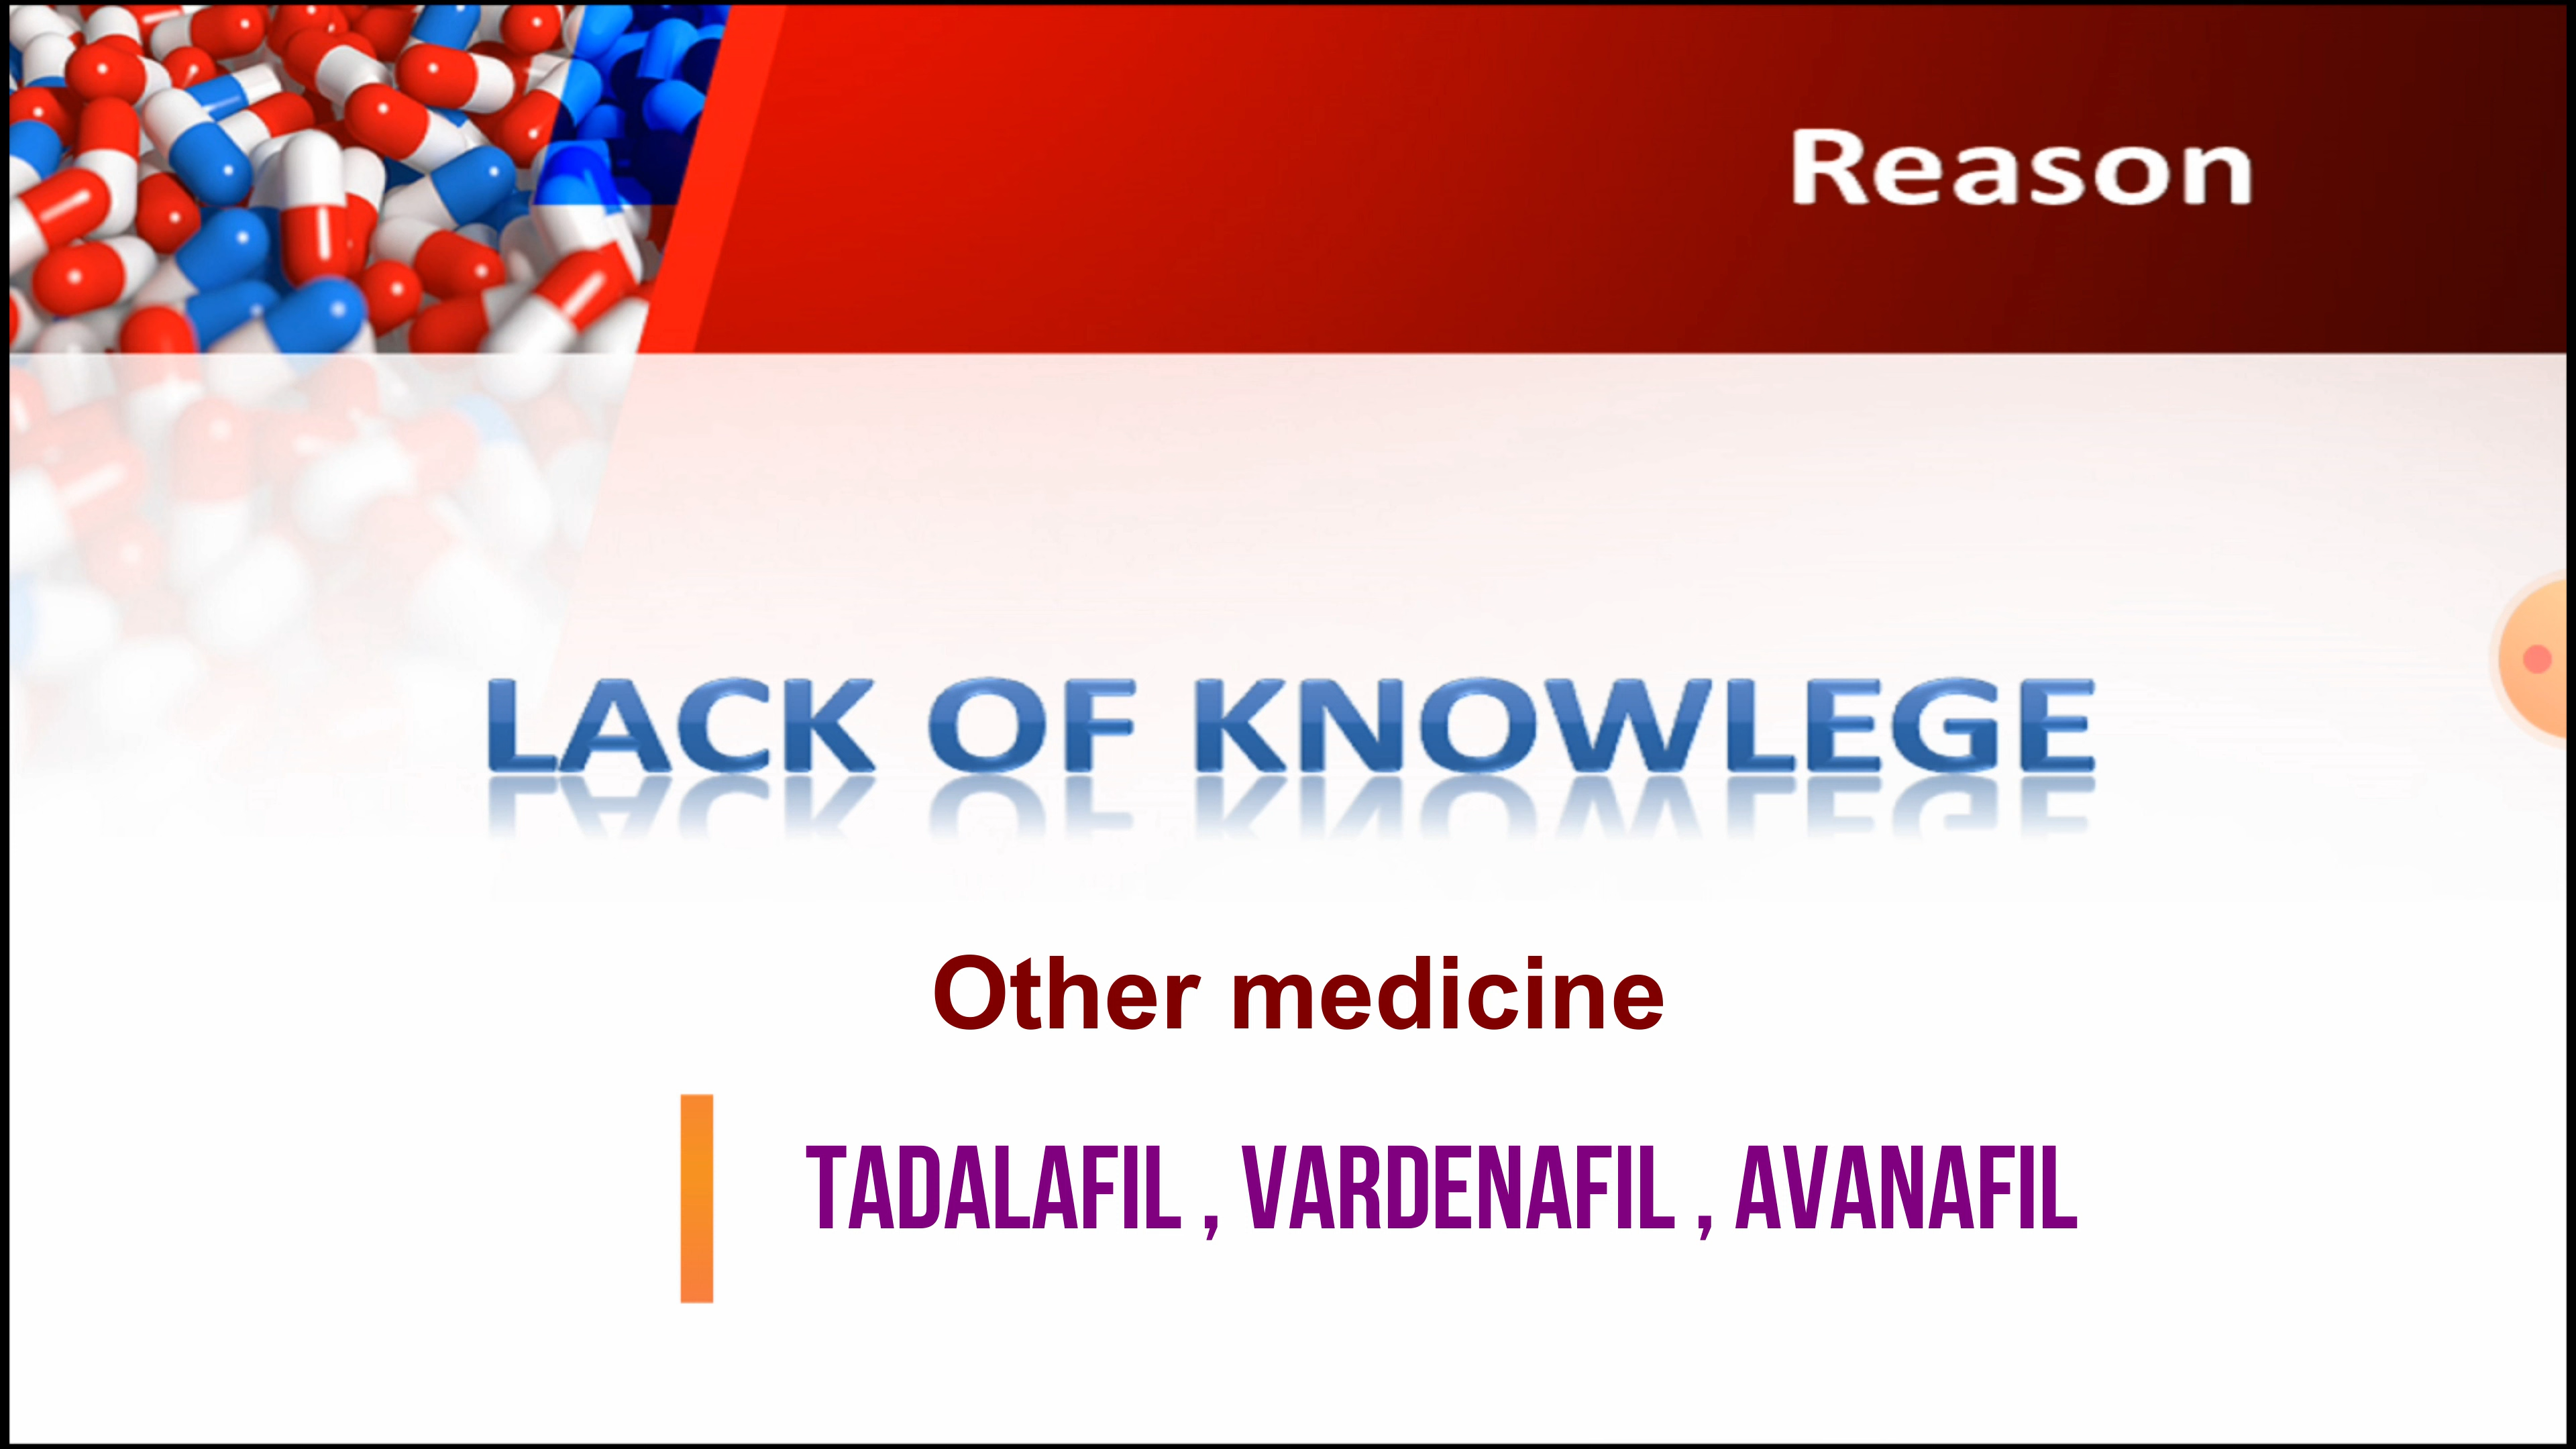 Reason
LACK OF KNOWLEGE
Other medicine
TADALAFIL , VARDENAFIL , AVANAFIL